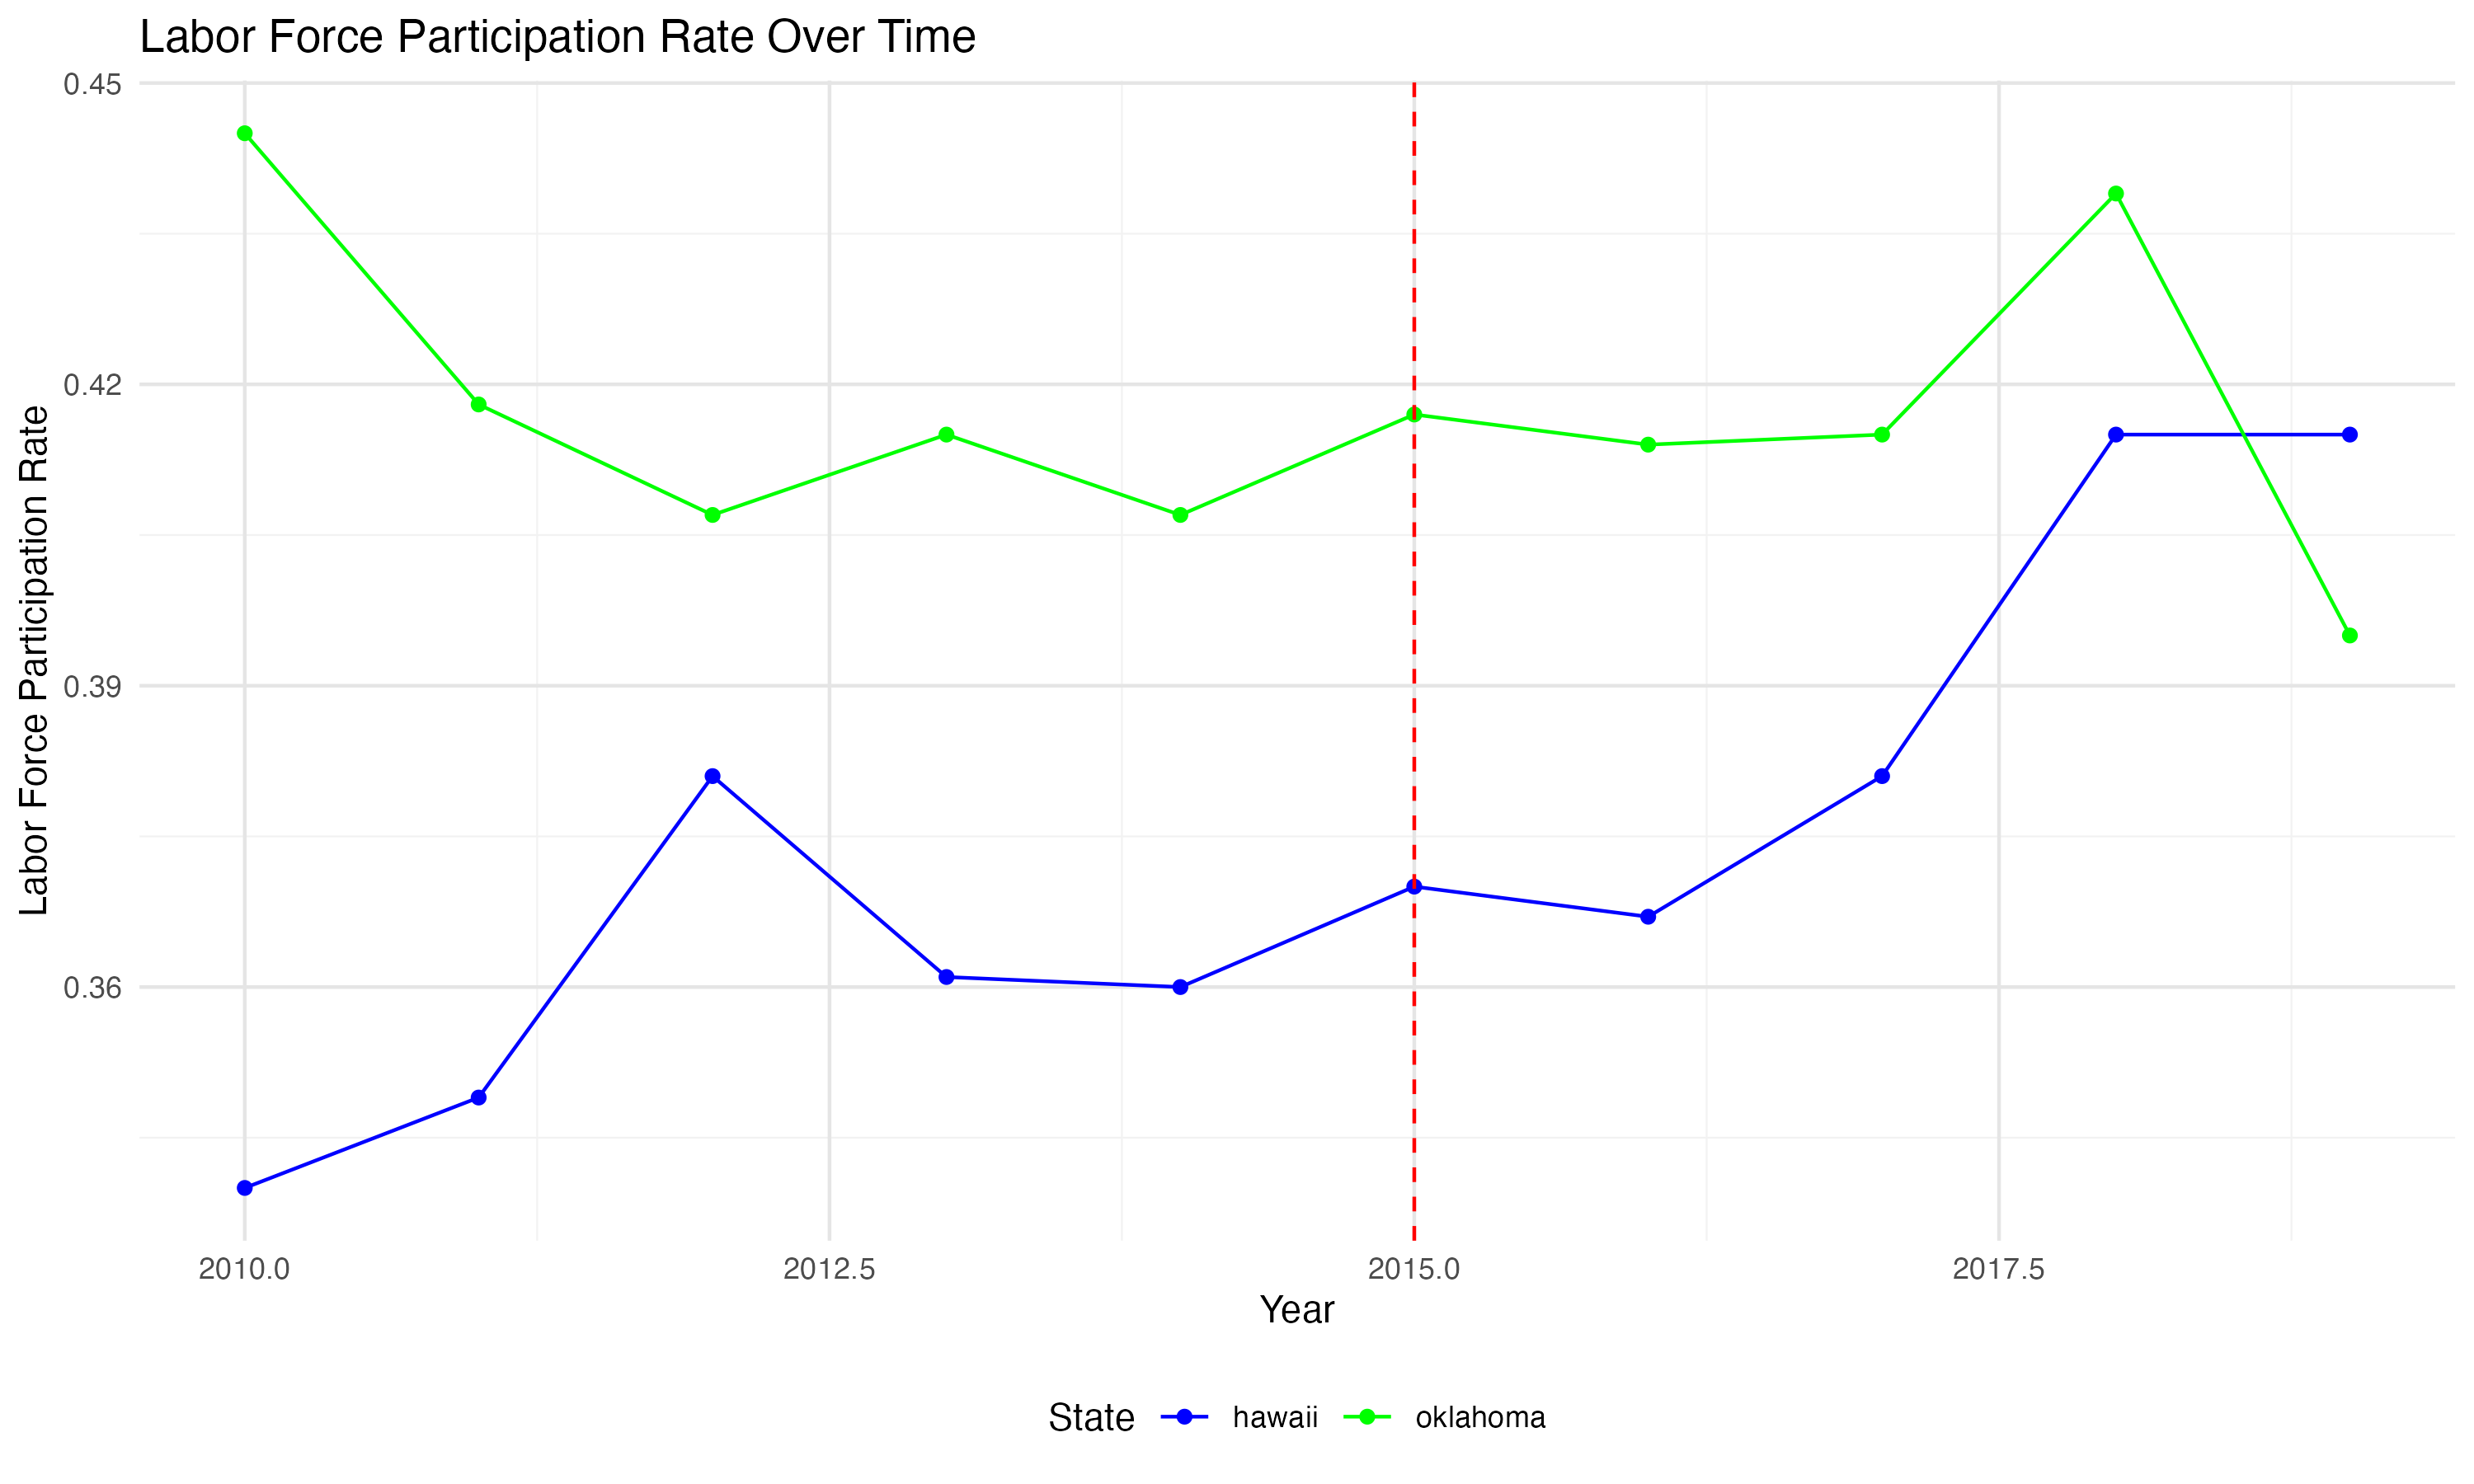 Labor Force Participation Rate Over Time
Labor Force Participation Rate
0.45
0.42
0.39
0.36
2010.0 2012.5 2015.0 2017.5
Year
State hawaii oklahoma